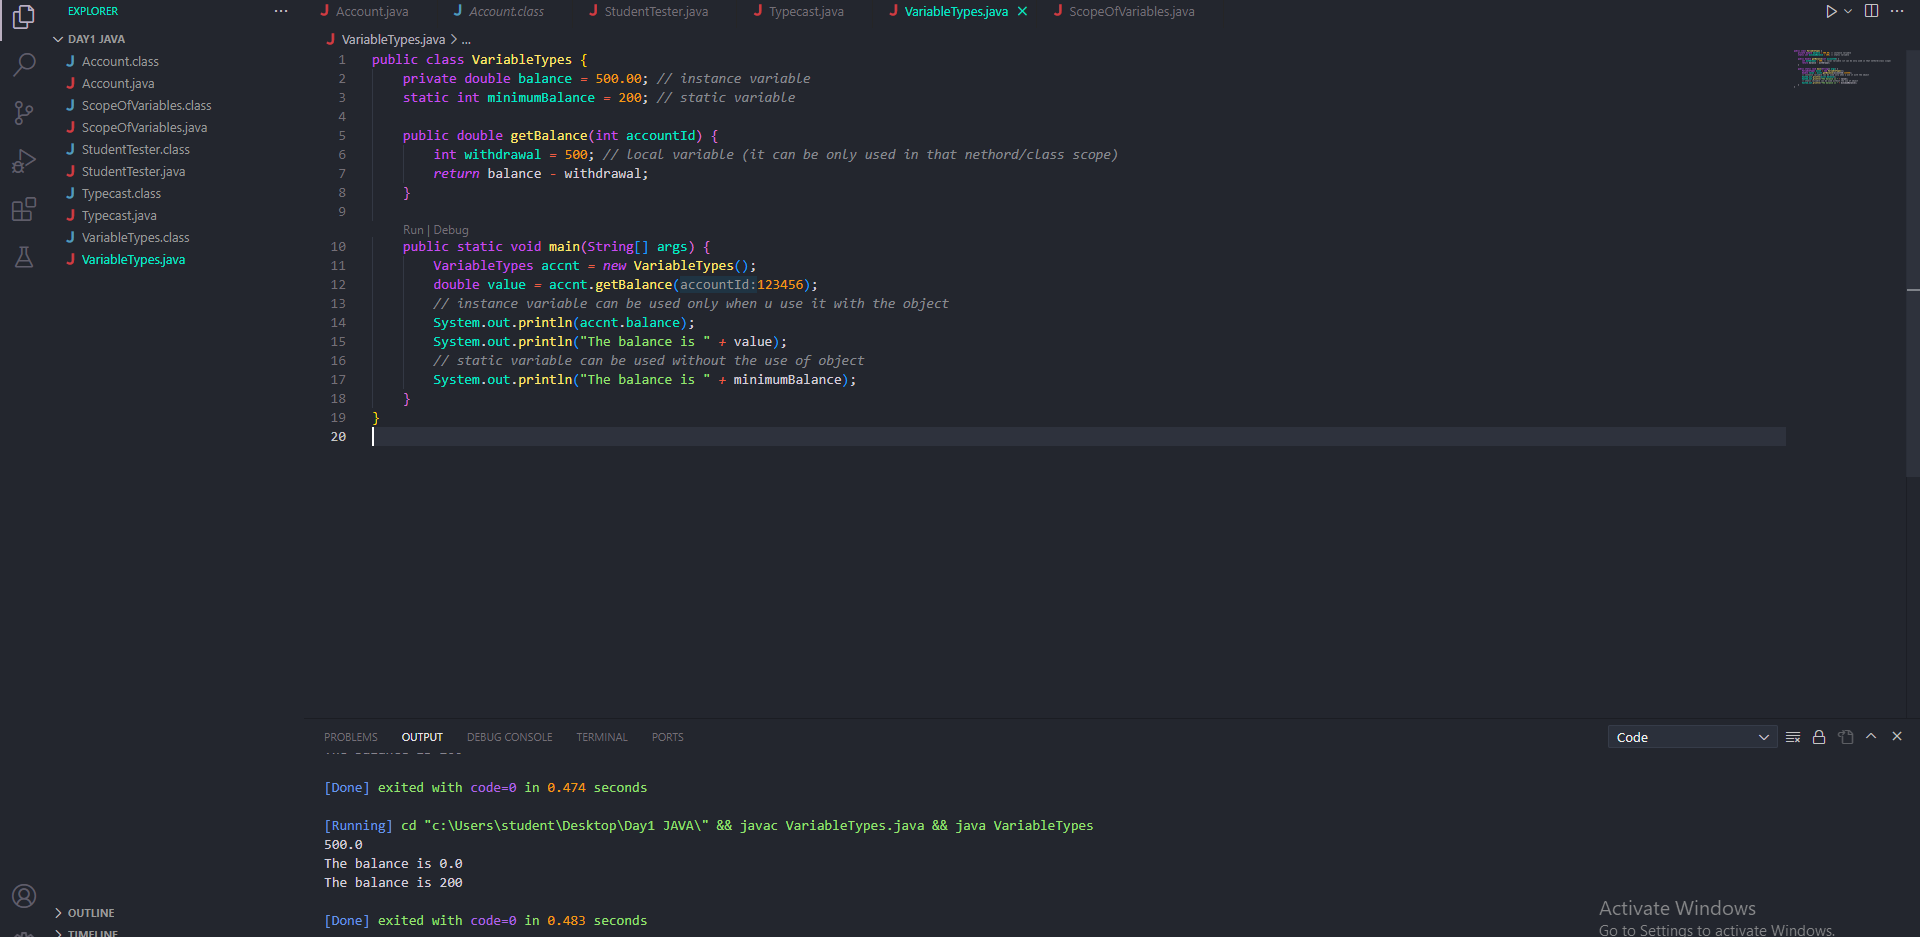 EXPLORER
DAY1 JAVA
Account.class
Account.java
ScopeOfVariables.class
ScopeOfVariables.java
StudentTester.class
StudentTester.java
Typecast.class
Typecast.java
VariableTypes.class
VariableTypes.java
OUTLINE
TIMELINE
Account.java Account.class StudentTester.java Typecast.java VariableTypes.java ScopeOfVariables.java
VariableTypes.java > ...
1 public class VariableTypes {
2 private double balance = 500.00; // instance variable
3 static int minimumBalance = 200; // static variable
4
5 public double getBalance(int accountId) {
6 int withdrawal = 500; // local variable (it can be only used in that nethord/class scope)
7 return balance - withdrawal;
8 }
9
Run | Debug
10 public static void main(String[] args) {
11 VariableTypes accnt = new VariableTypes();
12 double value = accnt.getBalance(accountId:123456);
13 // instance variable can be used only when u use it with the object
14 System.out.println(accnt.balance);
15 System.out.println("The balance is " + value);
16 // static variable can be used without the use of object
17 System.out.println("The balance is " + minimumBalance);
18 }
19 }
20
PROBLEMS OUTPUT DEBUG CONSOLE TERMINAL PORTS
Code
The balance is 200
[Done] exited with code=0 in 0.474 seconds
[Running] cd "c:\Users\student\Desktop\Day1 JAVA\" && javac VariableTypes.java && java VariableTypes
500.0
The balance is 0.0
The balance is 200
[Done] exited with code=0 in 0.483 seconds
Activate Windows
Go to Settings to activate Windows.